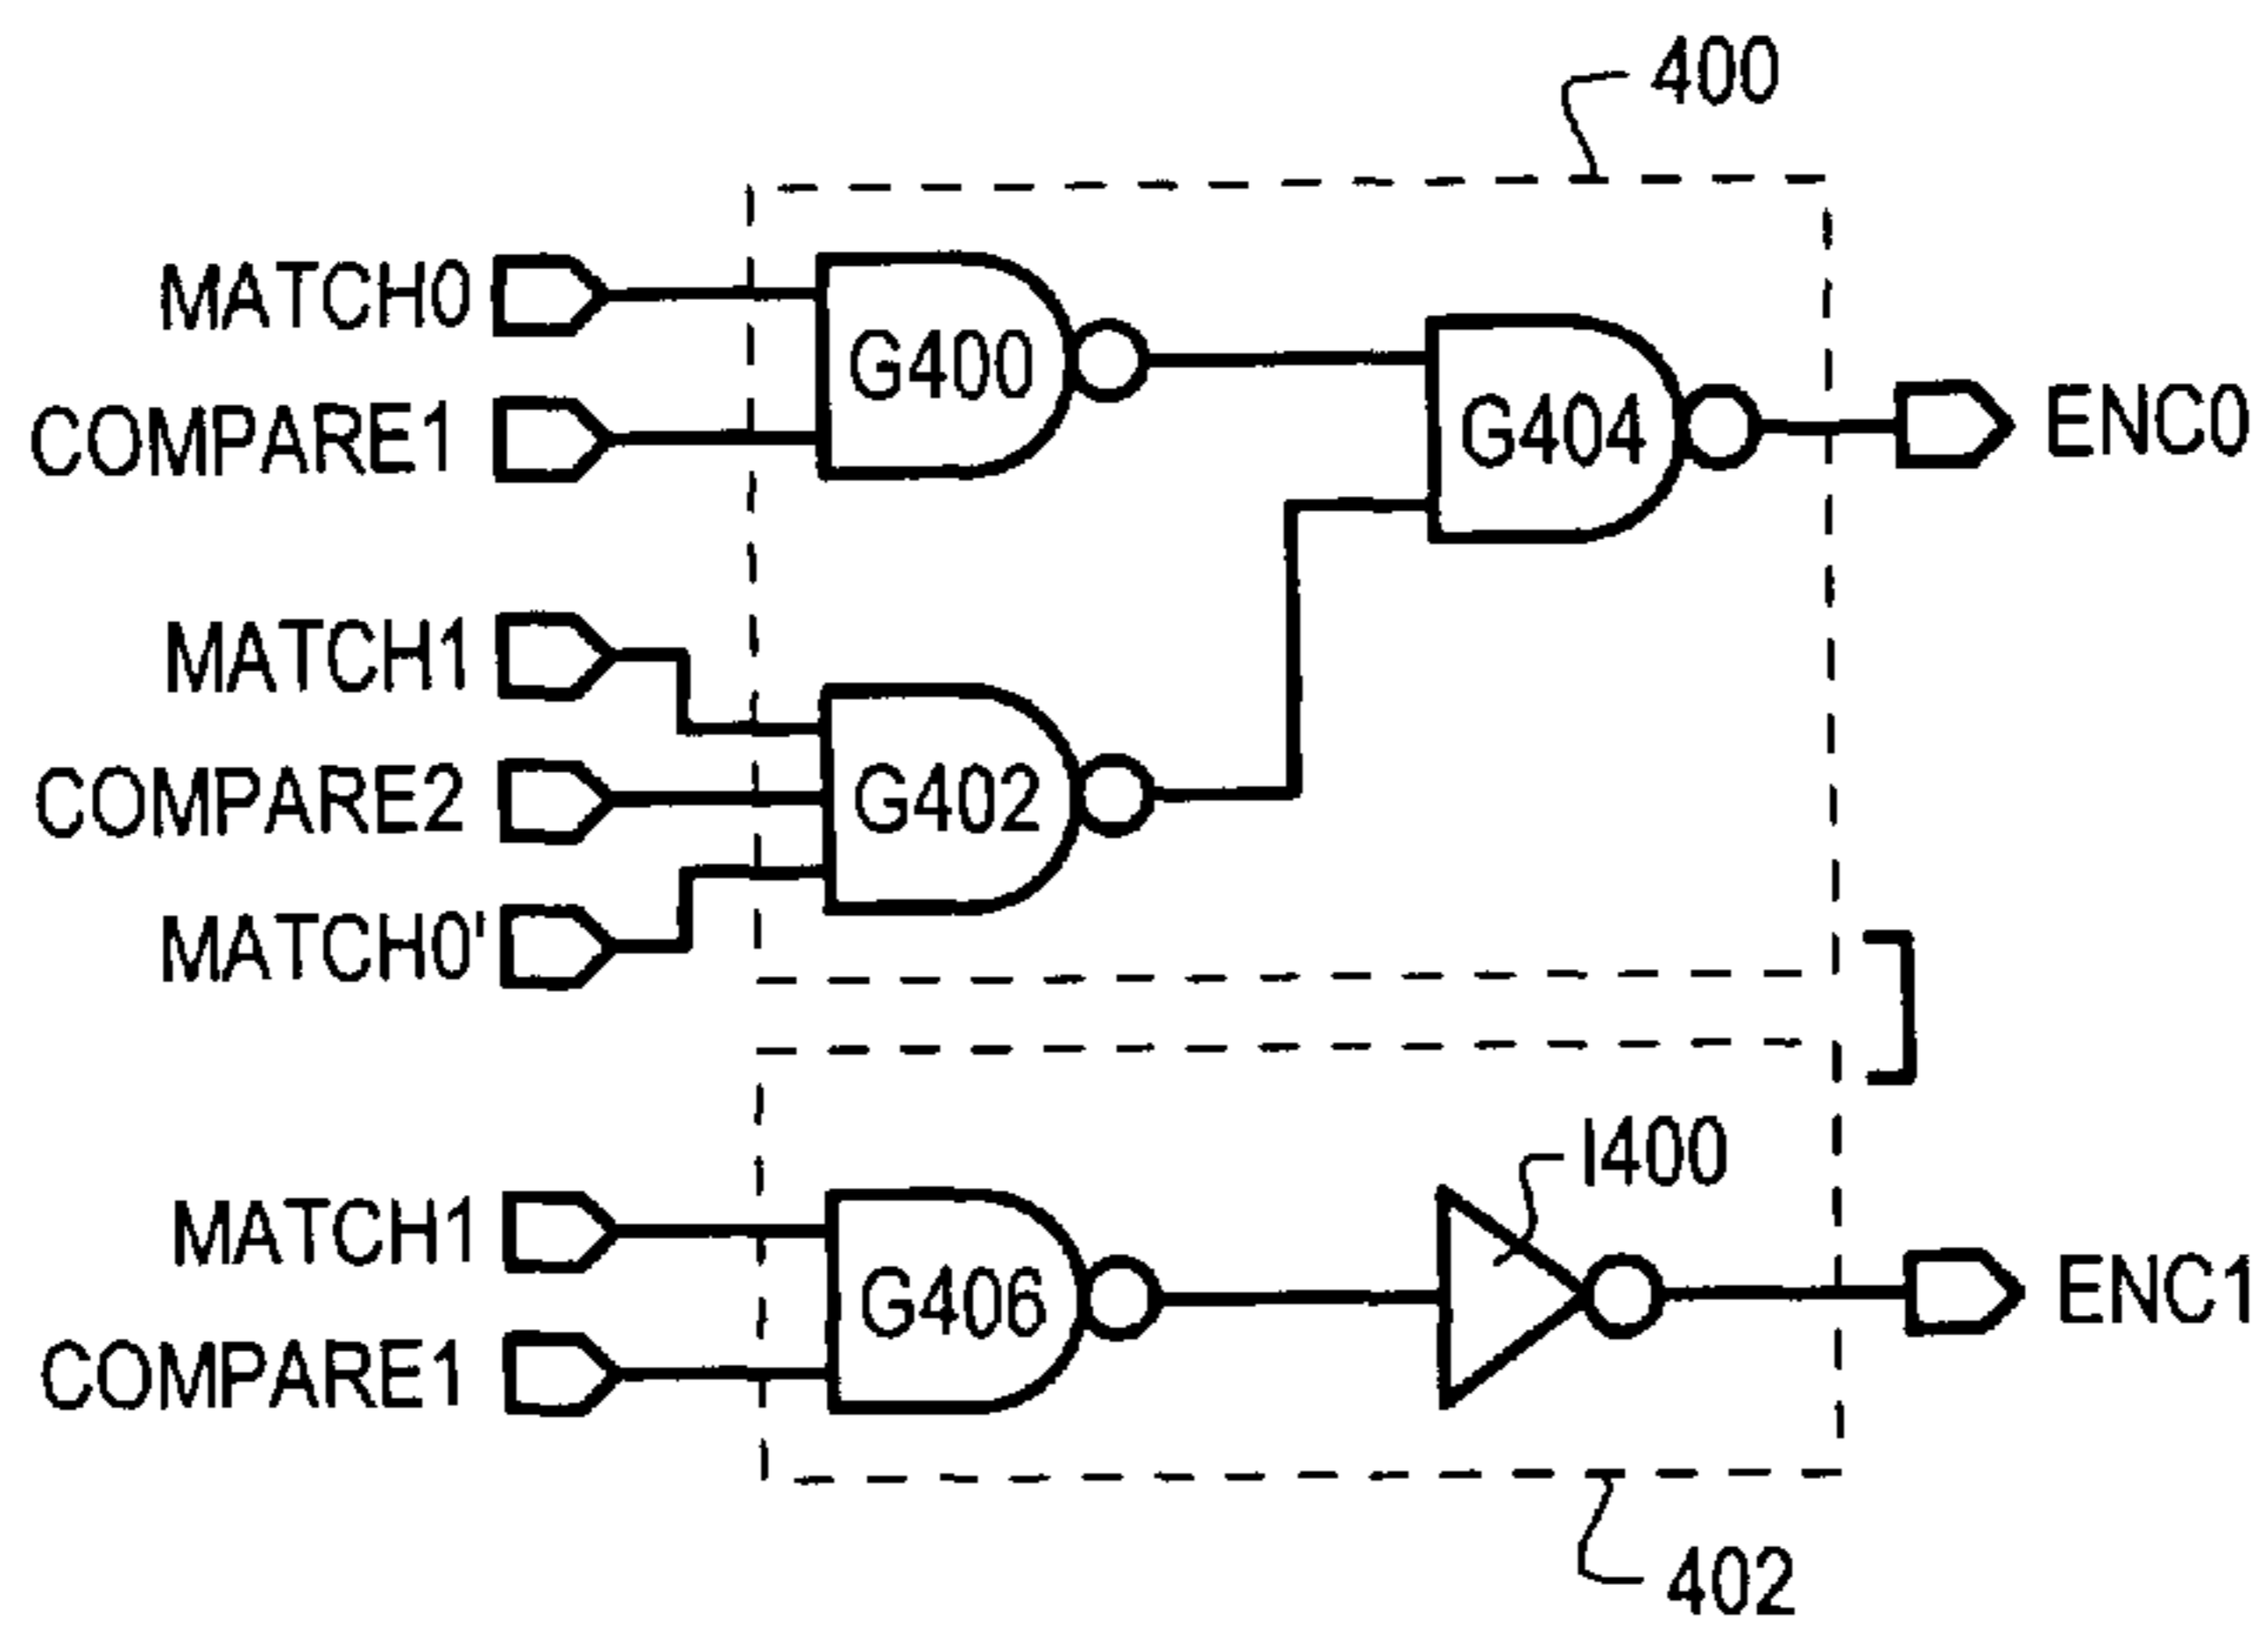 400
MATCH0
COMPARE1
G400
G404
ENC0
MATCH1
COMPARE2
G402
MATCH0'
I400
MATCH1
G406
ENC1
COMPARE1
402